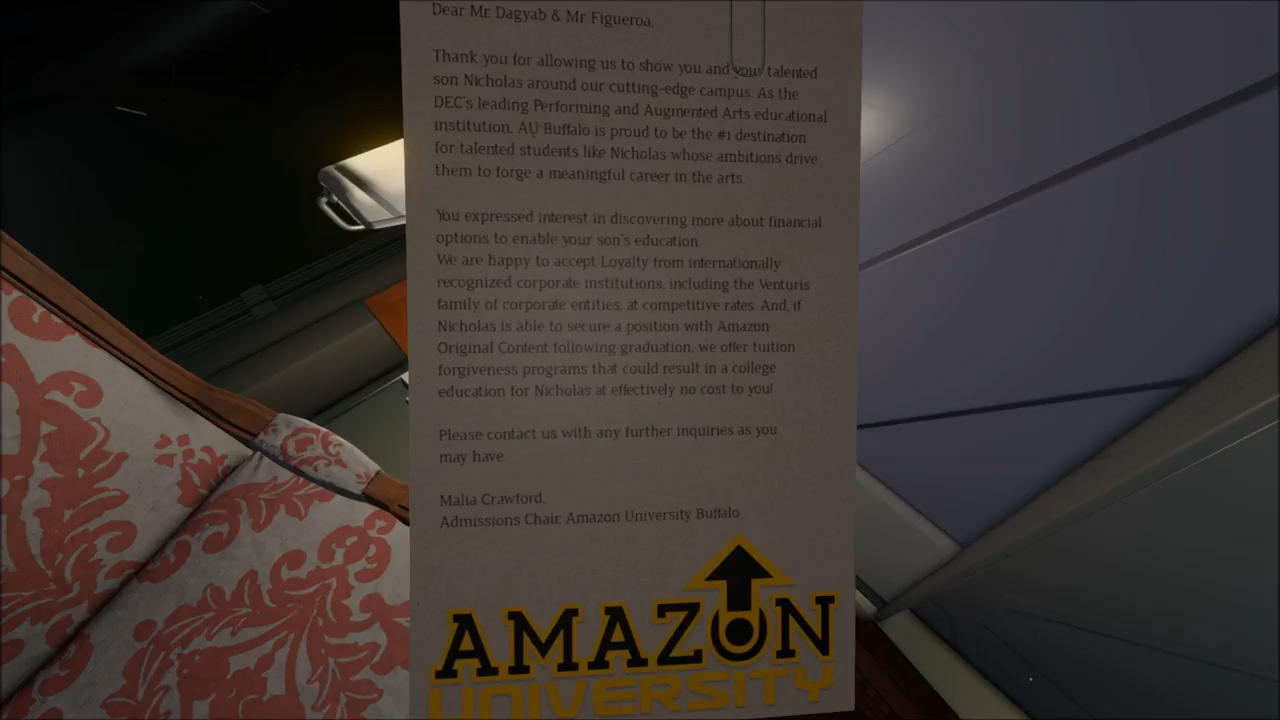 Dear Mr. Dagyab & Mr Figueroa,
Thank you for allowing us to show you and your talented
son Nicholas around our cutting-edge campus. As the
DEC's leading Performing and Augmented Arts educational
institution, AU Buffalo is proud to be the #1 destination
for talented students like Nicholas whose ambitions drive
them to forge a meaningful career in the arts.
You expressed interest in discovering more about financial
options to enable your son's education.
We are happy to accept Loyalty from internationally
recognized corporate institutions, including the Venturis
family of corporate entities, at competitive rates. And, if
Nicholas is able to secure a position with Amazon
Original Content following graduation, we offer tuition
forgiveness programs that could result in a college
education for Nicholas at effectively no cost to you!
Please contact us with any further inquiries as you
may have.
Malia Crawford,
Admissions Chair, Amazon University Buffalo
AMAZON
UNIVERSITY